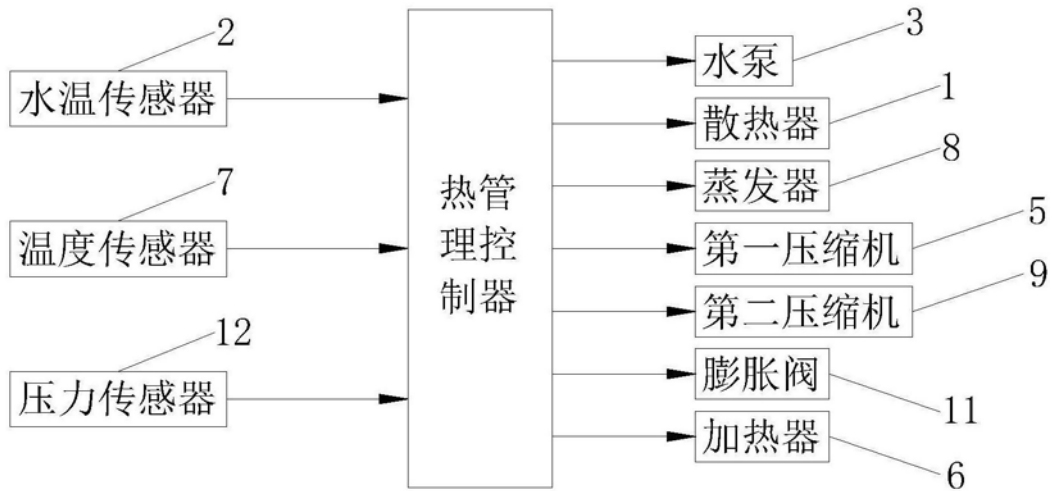 2
水温传感器
7
温度传感器
12
压力传感器
热管
理控
制器
3
水泵
1
散热器
8
蒸发器
5
第一压缩机
9
第二压缩机
膨胀阀
11
加热器
6